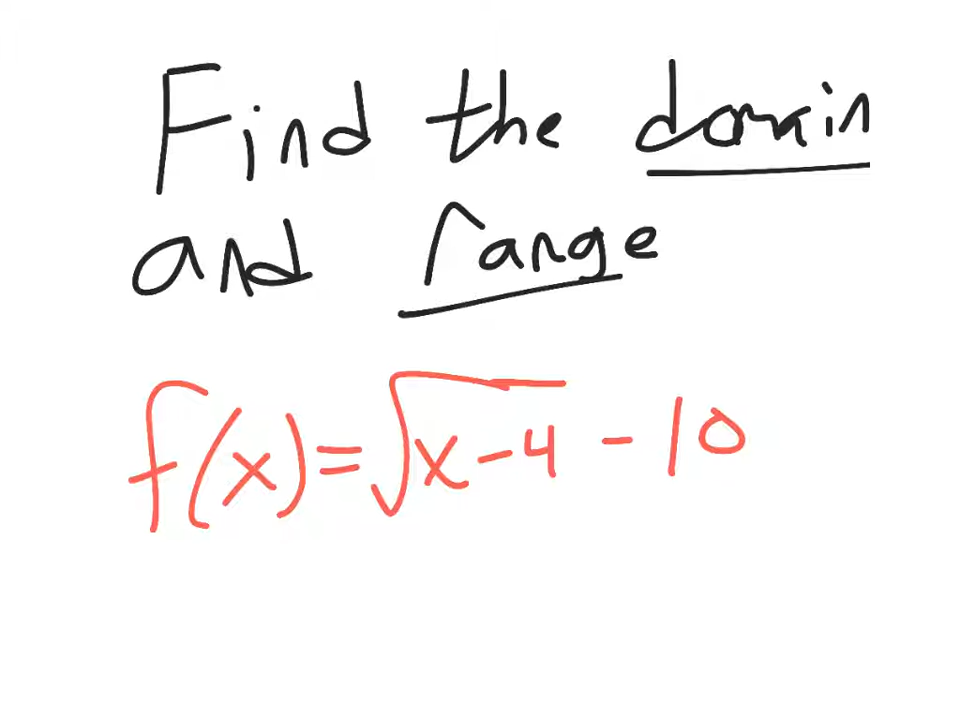 Find the domain
and range
f(x)=√x-4 - 10